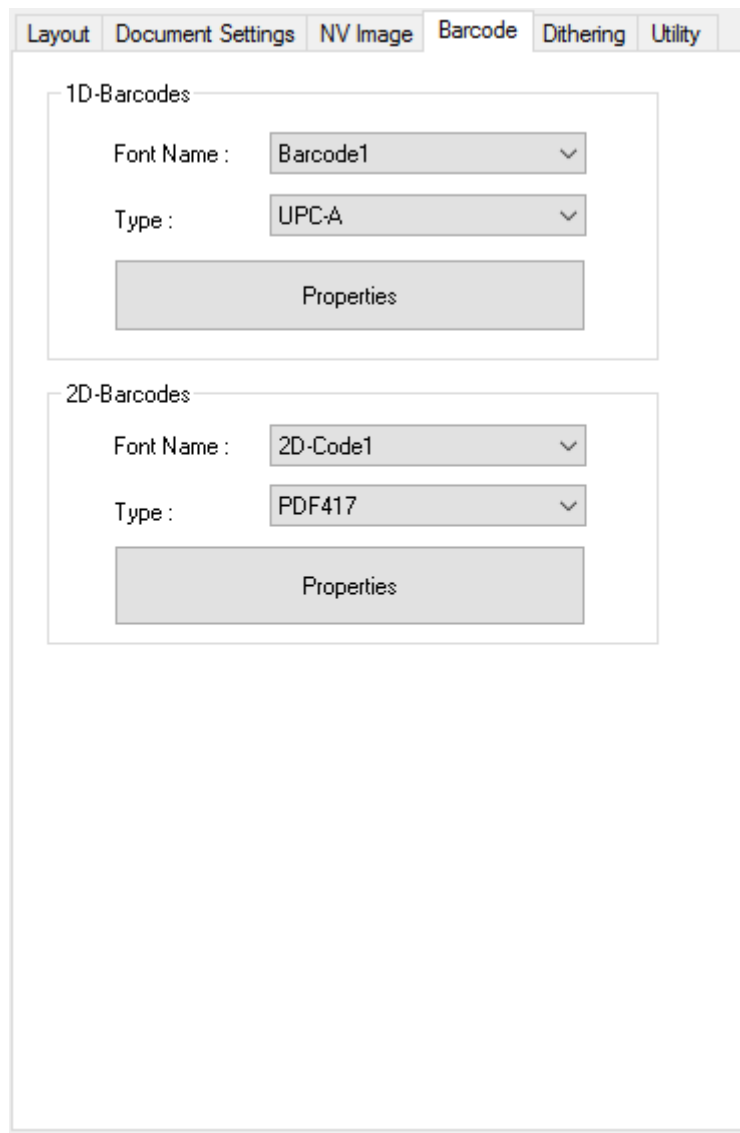 Layout Document Settings NV Image Barcode Dithering Utility
1D-Barcodes
Font Name : Barcode1
Type : UPC-A
Properties
2D-Barcodes
Font Name : 2D-Code1
Type : PDF417
Properties